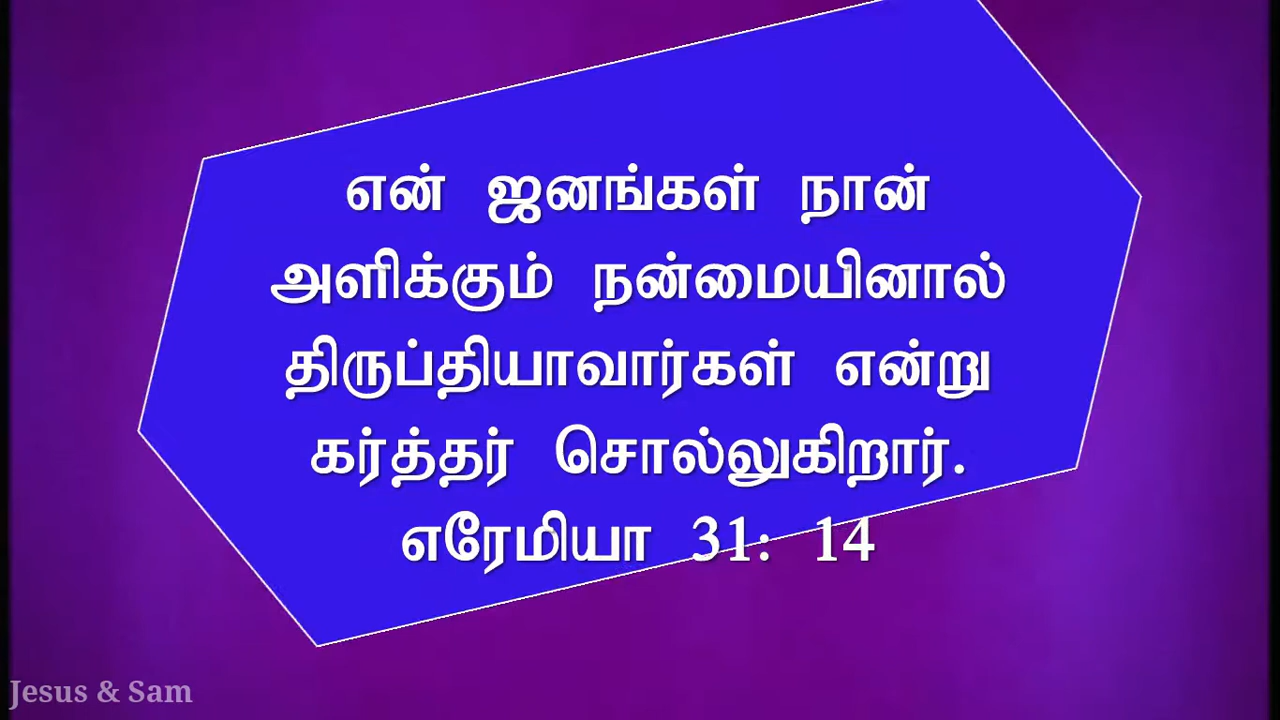 என் ஜனங்கள் நான்
அளிக்கும் நன்மையினால்
திருப்தியாவார்கள் என்று
கர்த்தர் சொல்லுகிறார்.
எரேமியா 31: 14
Jesus & Sam